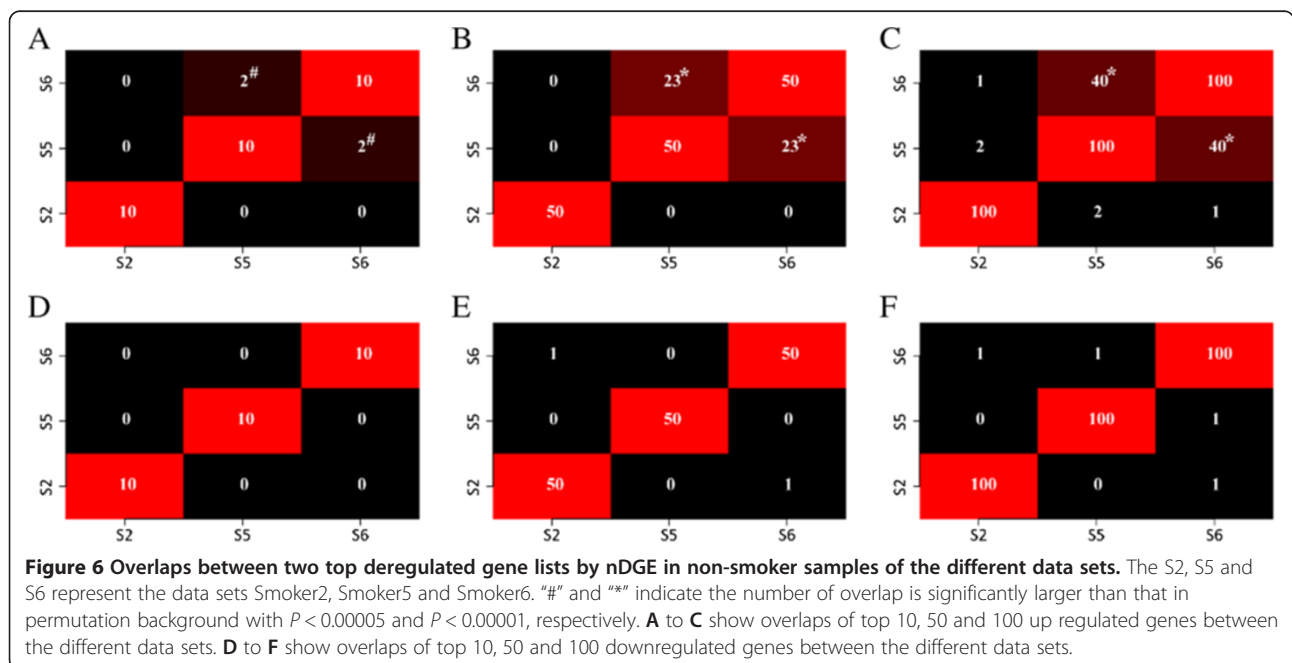 A
B
C
S6
0
2#
10
S6
0
23*
50
S6
1
40*
100
S5
0
10
2#
S5
0
50
23*
S5
2
100
40*
S2
10
0
0
S2
50
0
0
S2
100
2
1
S2
S5
S6
S2
S5
S6
S2
S5
S6
D
E
F
S6
0
0
10
S6
1
0
50
S6
1
1
100
S5
0
10
0
S5
0
50
0
S5
0
100
1
S2
10
0
0
S2
50
0
1
S2
100
0
1
S2
S5
S6
S2
S5
S6
S2
S5
S6
Figure 6 Overlaps between two top deregulated gene lists by nDGE in non-smoker samples of the different data sets. The S2, S5 and
S6 represent the data sets Smoker2, Smoker5 and Smoker6. “#” and “*” indicate the number of overlap is significantly larger than that in
permutation background with P < 0.00005 and P < 0.00001, respectively. A to C show overlaps of top 10, 50 and 100 up regulated genes between
the different data sets. D to F show overlaps of top 10, 50 and 100 downregulated genes between the different data sets.